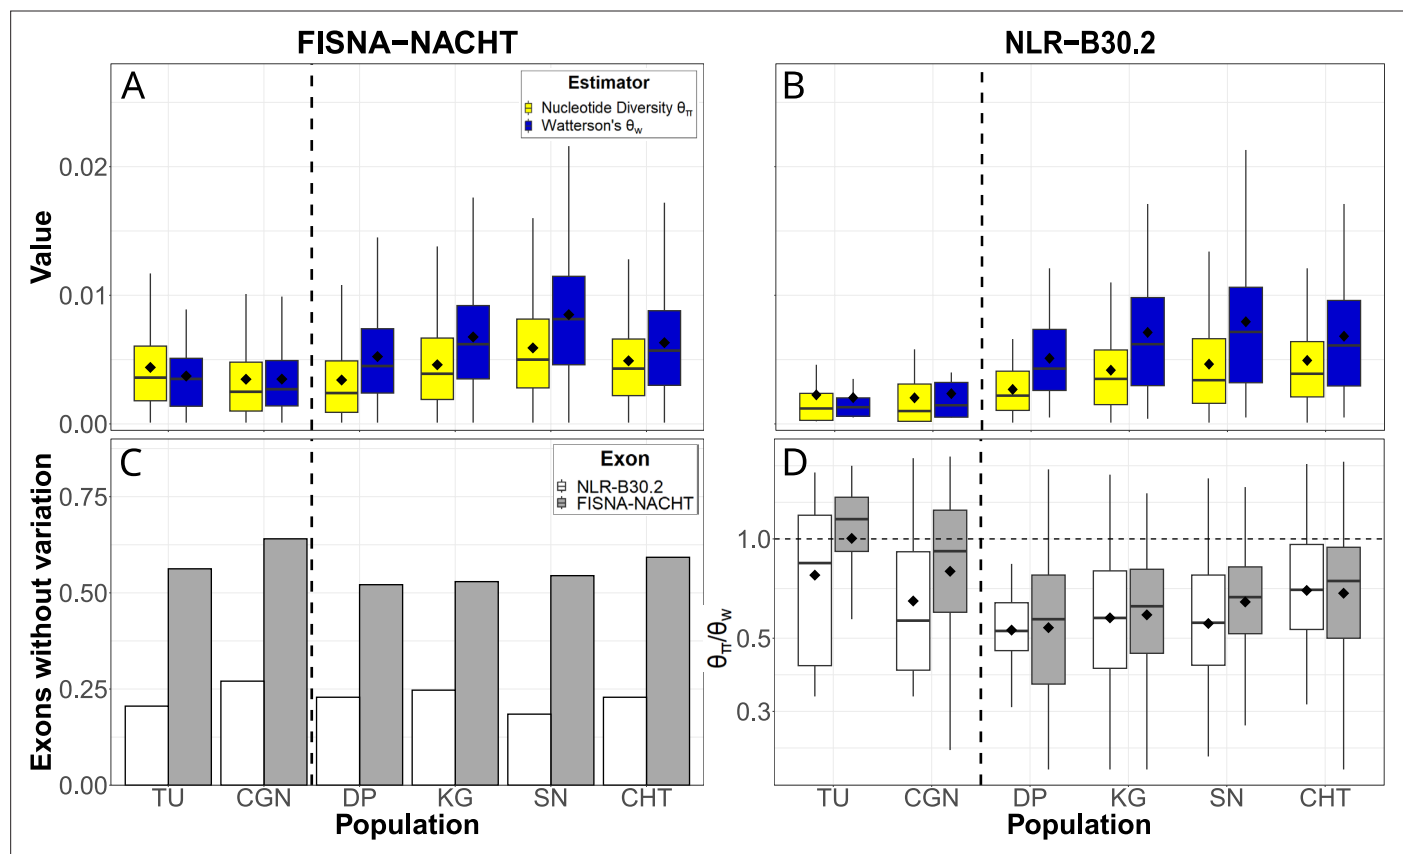 FISNA−NACHT
NLR−B30.2
A
Estimator
Nucleotide Diversity θπ
Watterson's θw
B
Value
0.02
0.01
0.00
C
Exon
NLR-B30.2
FISNA-NACHT
D
Exons without variation
0.75
0.50
0.25
0.00
θπ/θw
1.0
0.5
0.3
TU CGN DP KG SN CHT
Population
TU CGN DP KG SN CHT
Population